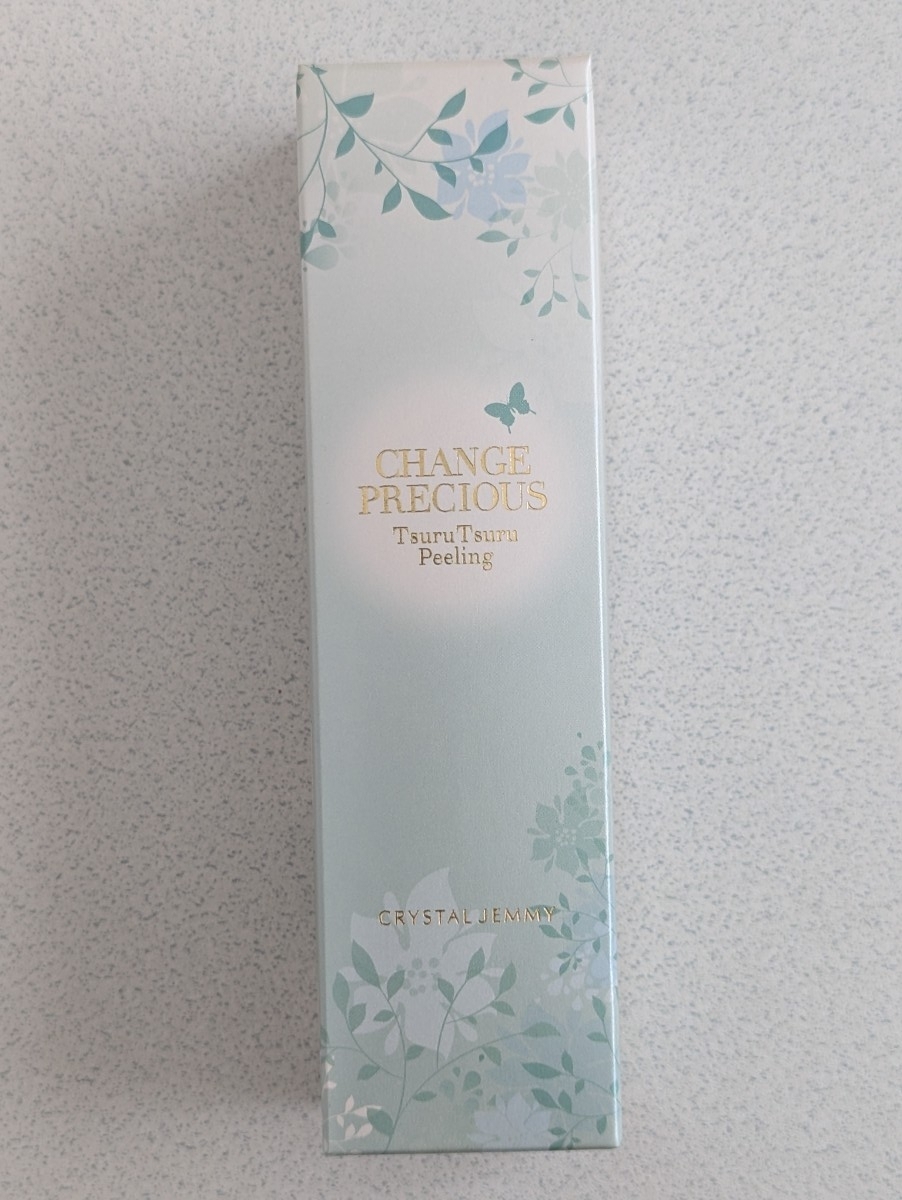 CHANGE
PRECIOUS
TsuruTsuru
Peeling
CRYSTAL JEMMY